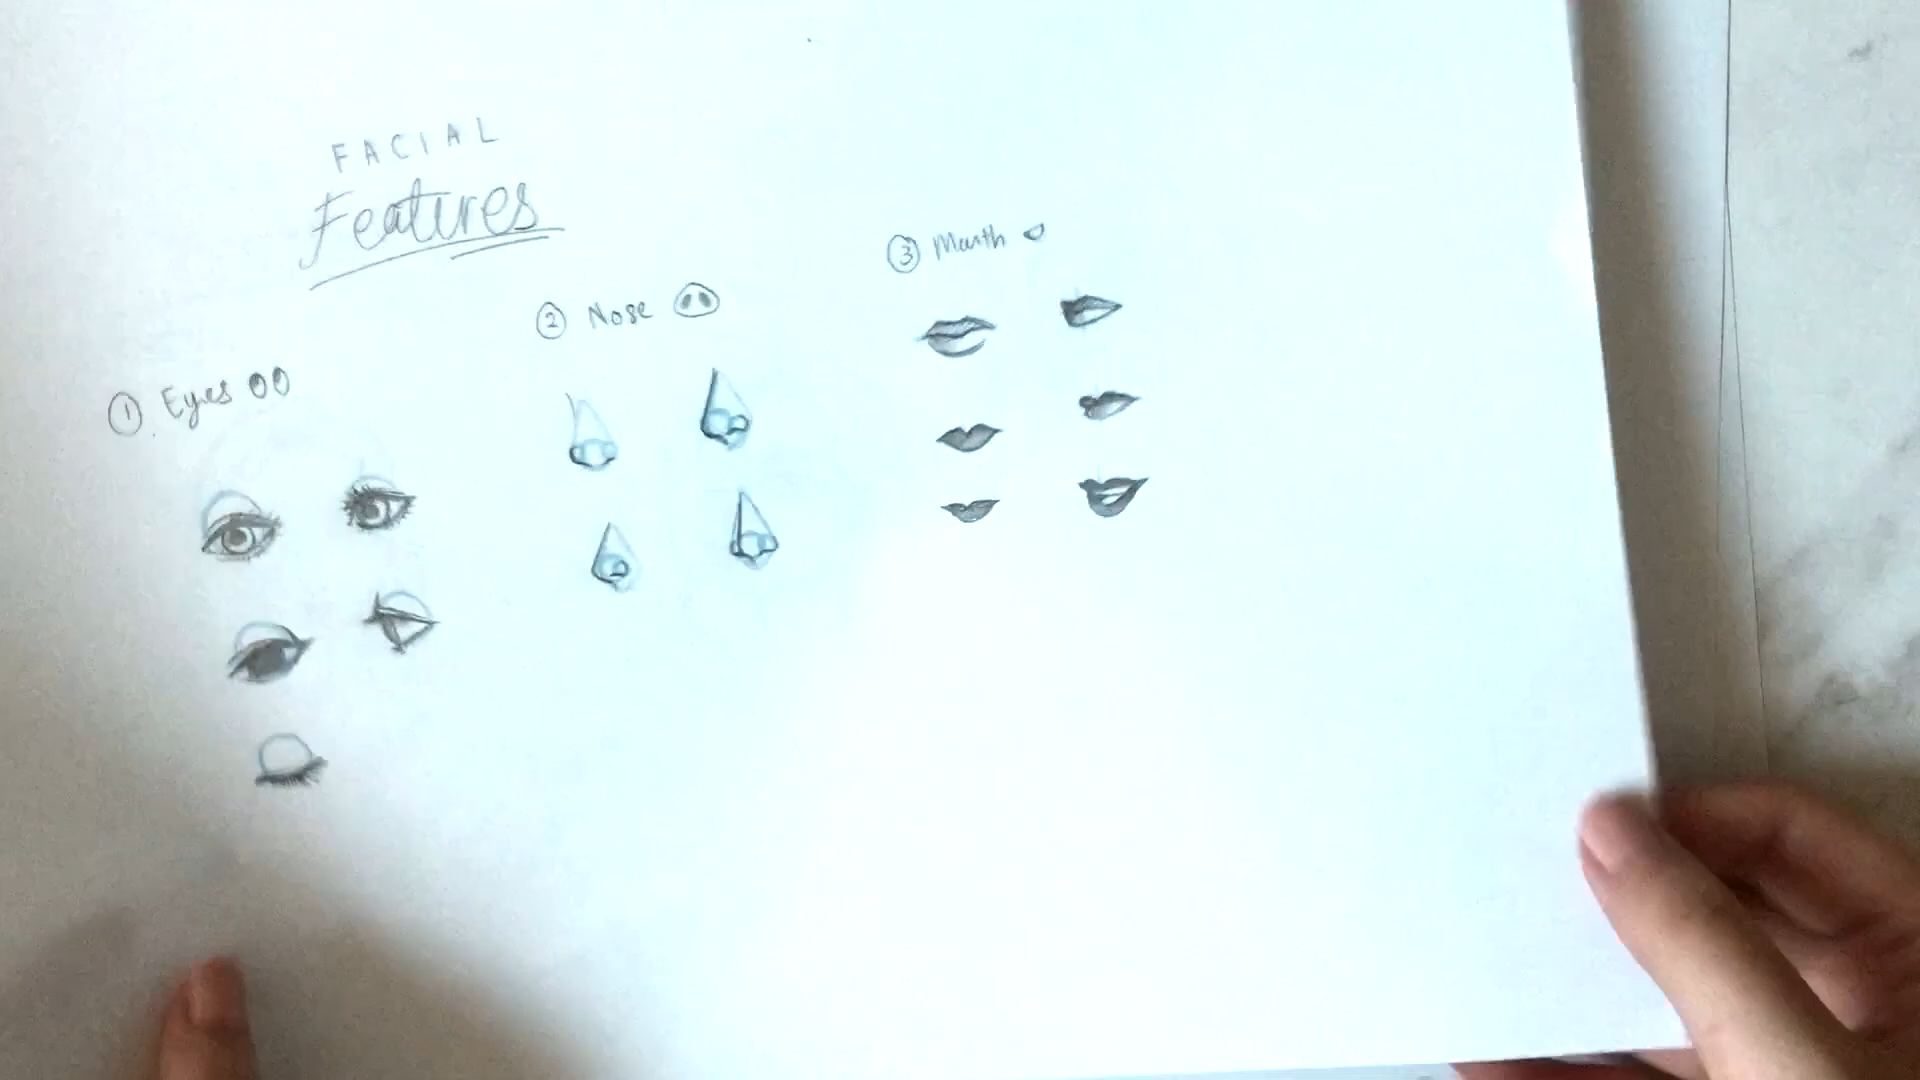 FACIAL
Features
① Eyes
② Nose
③ Mouth